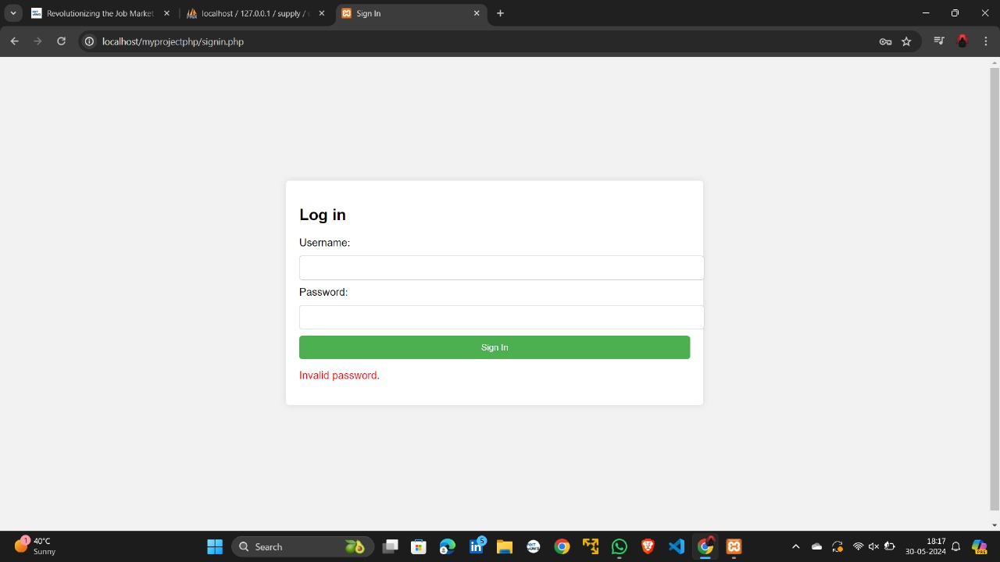 Revolutionizing the Job Market
localhost / 127.0.0.1 / supply /
Sign In
localhost/myprojectphp/signin.php
Log in
Username:
Password:
Sign In
Invalid password.
1
40°C
Sunny
Search
5
18:17
30-05-2024
PRE